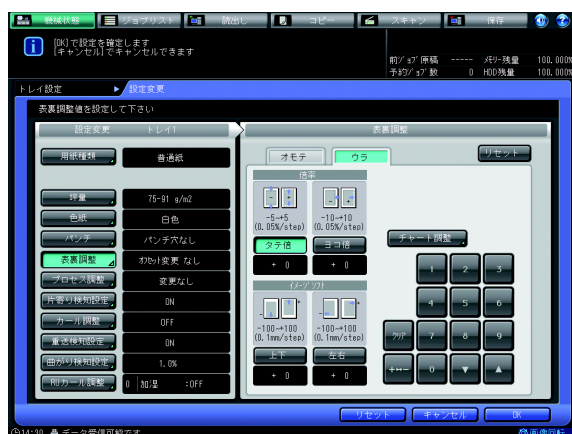 機械状態
ジョブリスト
読出し
コピー
スキャン
保存
[OK]で設定を確定します
[キャンセル]でキャンセルできます
前ジョブ原稿 ----- メモリ-残量 100.000%
予約ジョブ数 0 HDD残量 100.000%
トレイ設定 ▶ 設定変更
表裏調整値を設定して下さい
設定変更 トレイ1
表裏調整
用紙種類 普通紙
坪量 75-91 g/m2
色紙 白色
パンチ パンチ穴なし
表裏調整 オフセット変更 なし
プロセス調整 変更なし
片寄り検知設定 ON
カール調整 OFF
重送検知設定 ON
曲がり検知設定 1.0%
RUカール調整 0 加湿 :OFF
オモテ ウラ
リセット
倍率
-5~+5 -10~+10
(0.05%/step) (0.05%/step)
タテ倍 ヨコ倍
+ 0 + 0
イメージシフト
-100~+100 -100~+100
(0.1mm/step) (0.1mm/step)
上下 左右
+ 0 + 0
チャート調整
1 2 3
4 5 6
クリア 7 8 9
+↔- 0 ▼ ▲
リセット キャンセル OK
14:30 データ受信可能です
画像回転